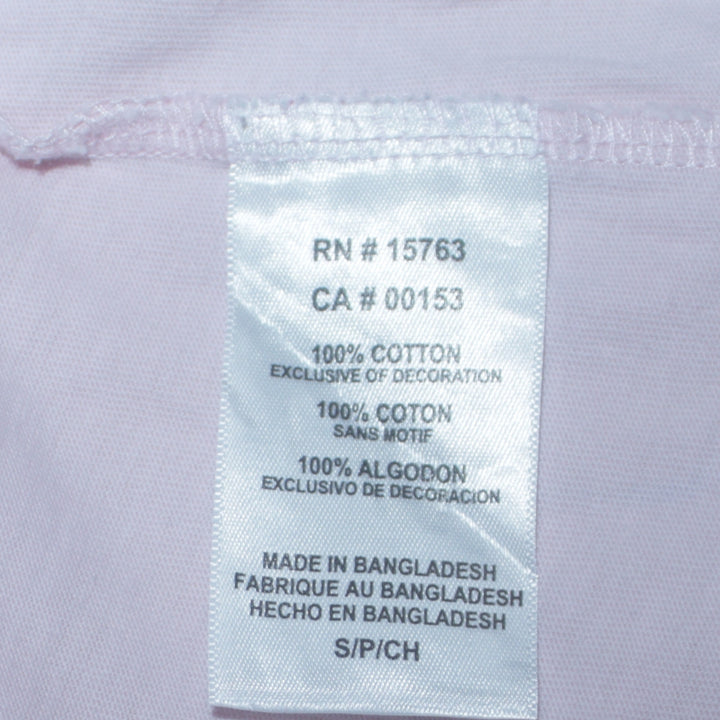 RN # 15763
CA # 00153
100% COTTON
EXCLUSIVE OF DECORATION
100% COTON
SANS MOTIF
100% ALGODON
EXCLUSIVO DE DECORACION
MADE IN BANGLADESH
FABRIQUE AU BANGLADESH
HECHO EN BANGLADESH
S/P/CH